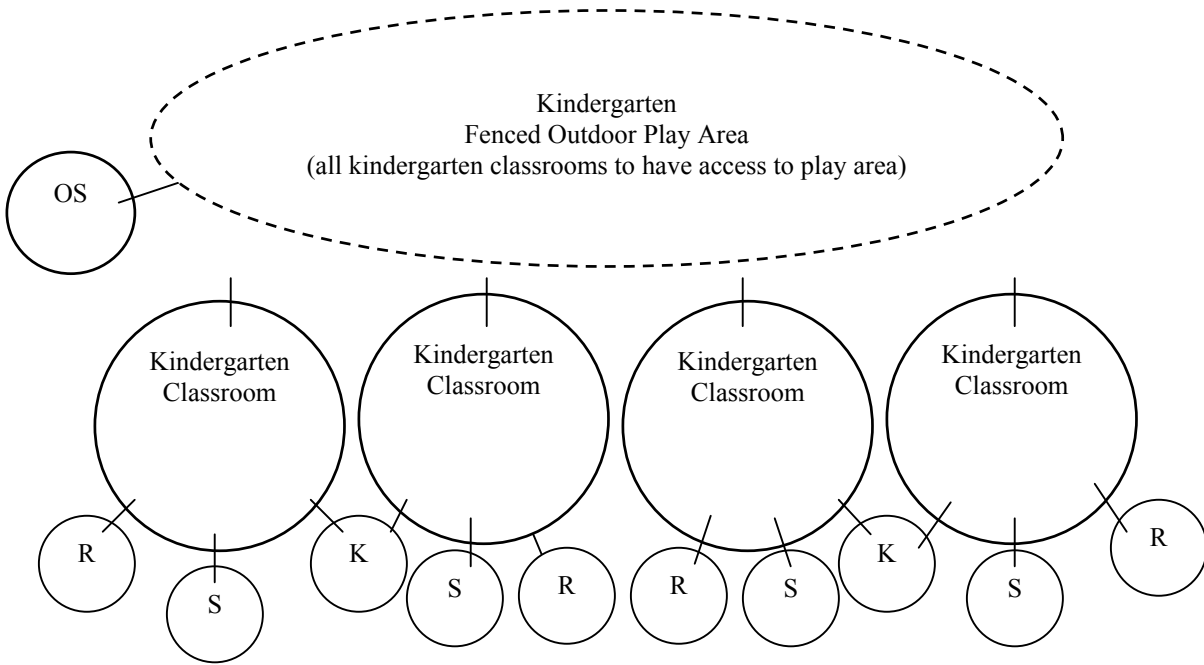 Kindergarten
Fenced Outdoor Play Area
(all kindergarten classrooms to have access to play area)
OS
Kindergarten
Classroom
Kindergarten
Classroom
Kindergarten
Classroom
Kindergarten
Classroom
R
S
K
S
R
R
S
K
S
R